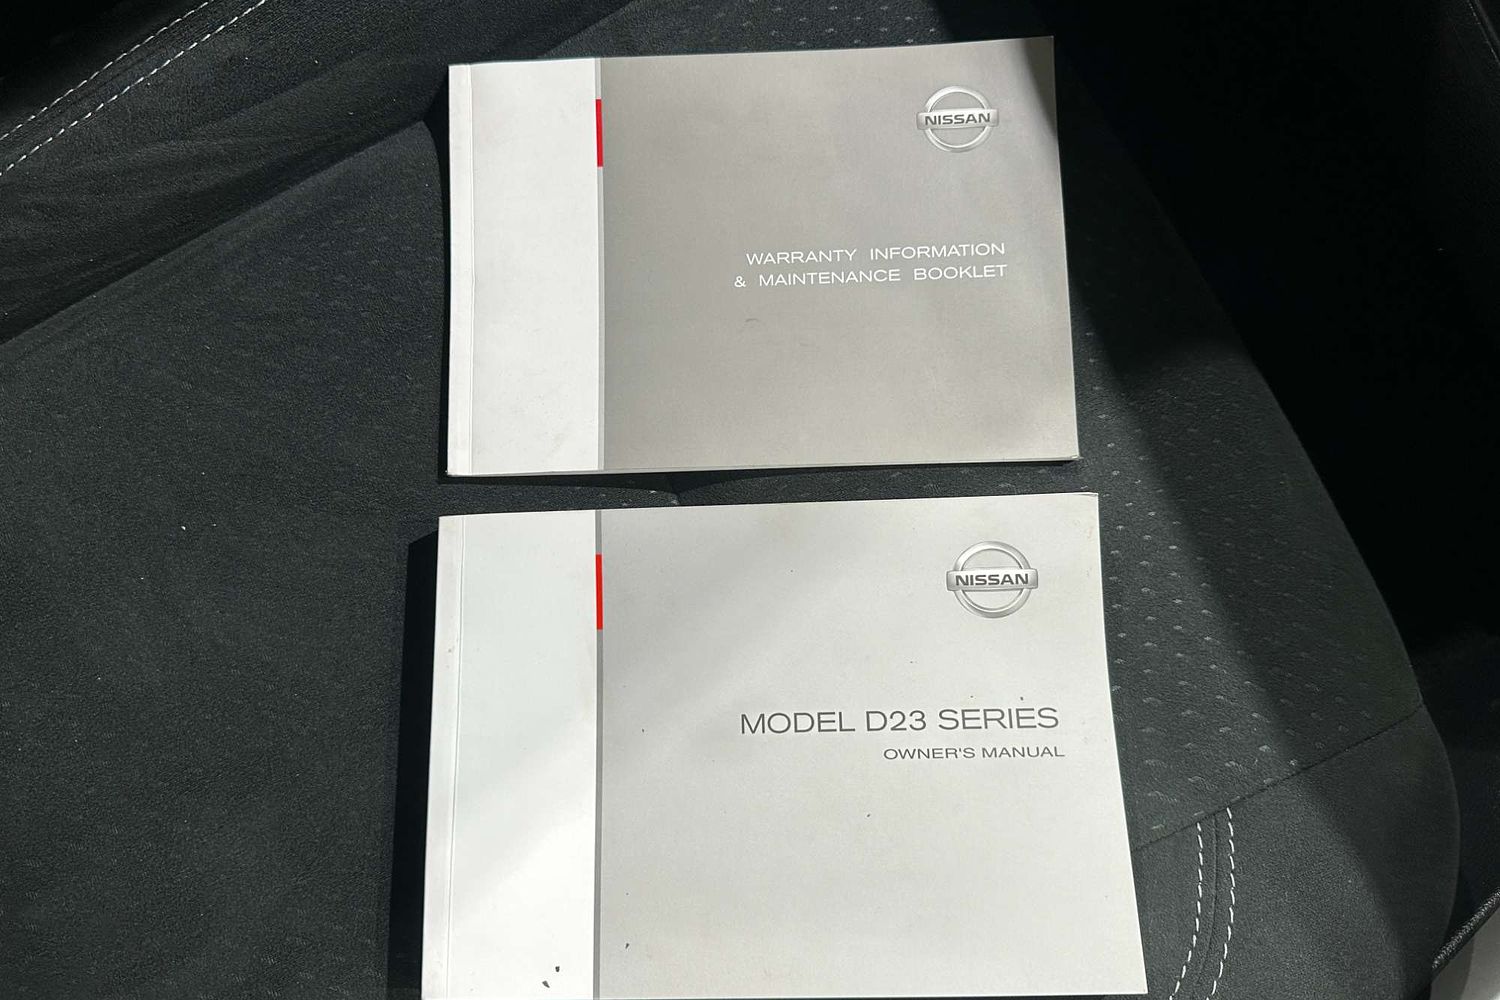 NISSAN
WARRANTY INFORMATION
& MAINTENANCE BOOKLET
NISSAN
MODEL D23 SERIES
OWNER'S MANUAL